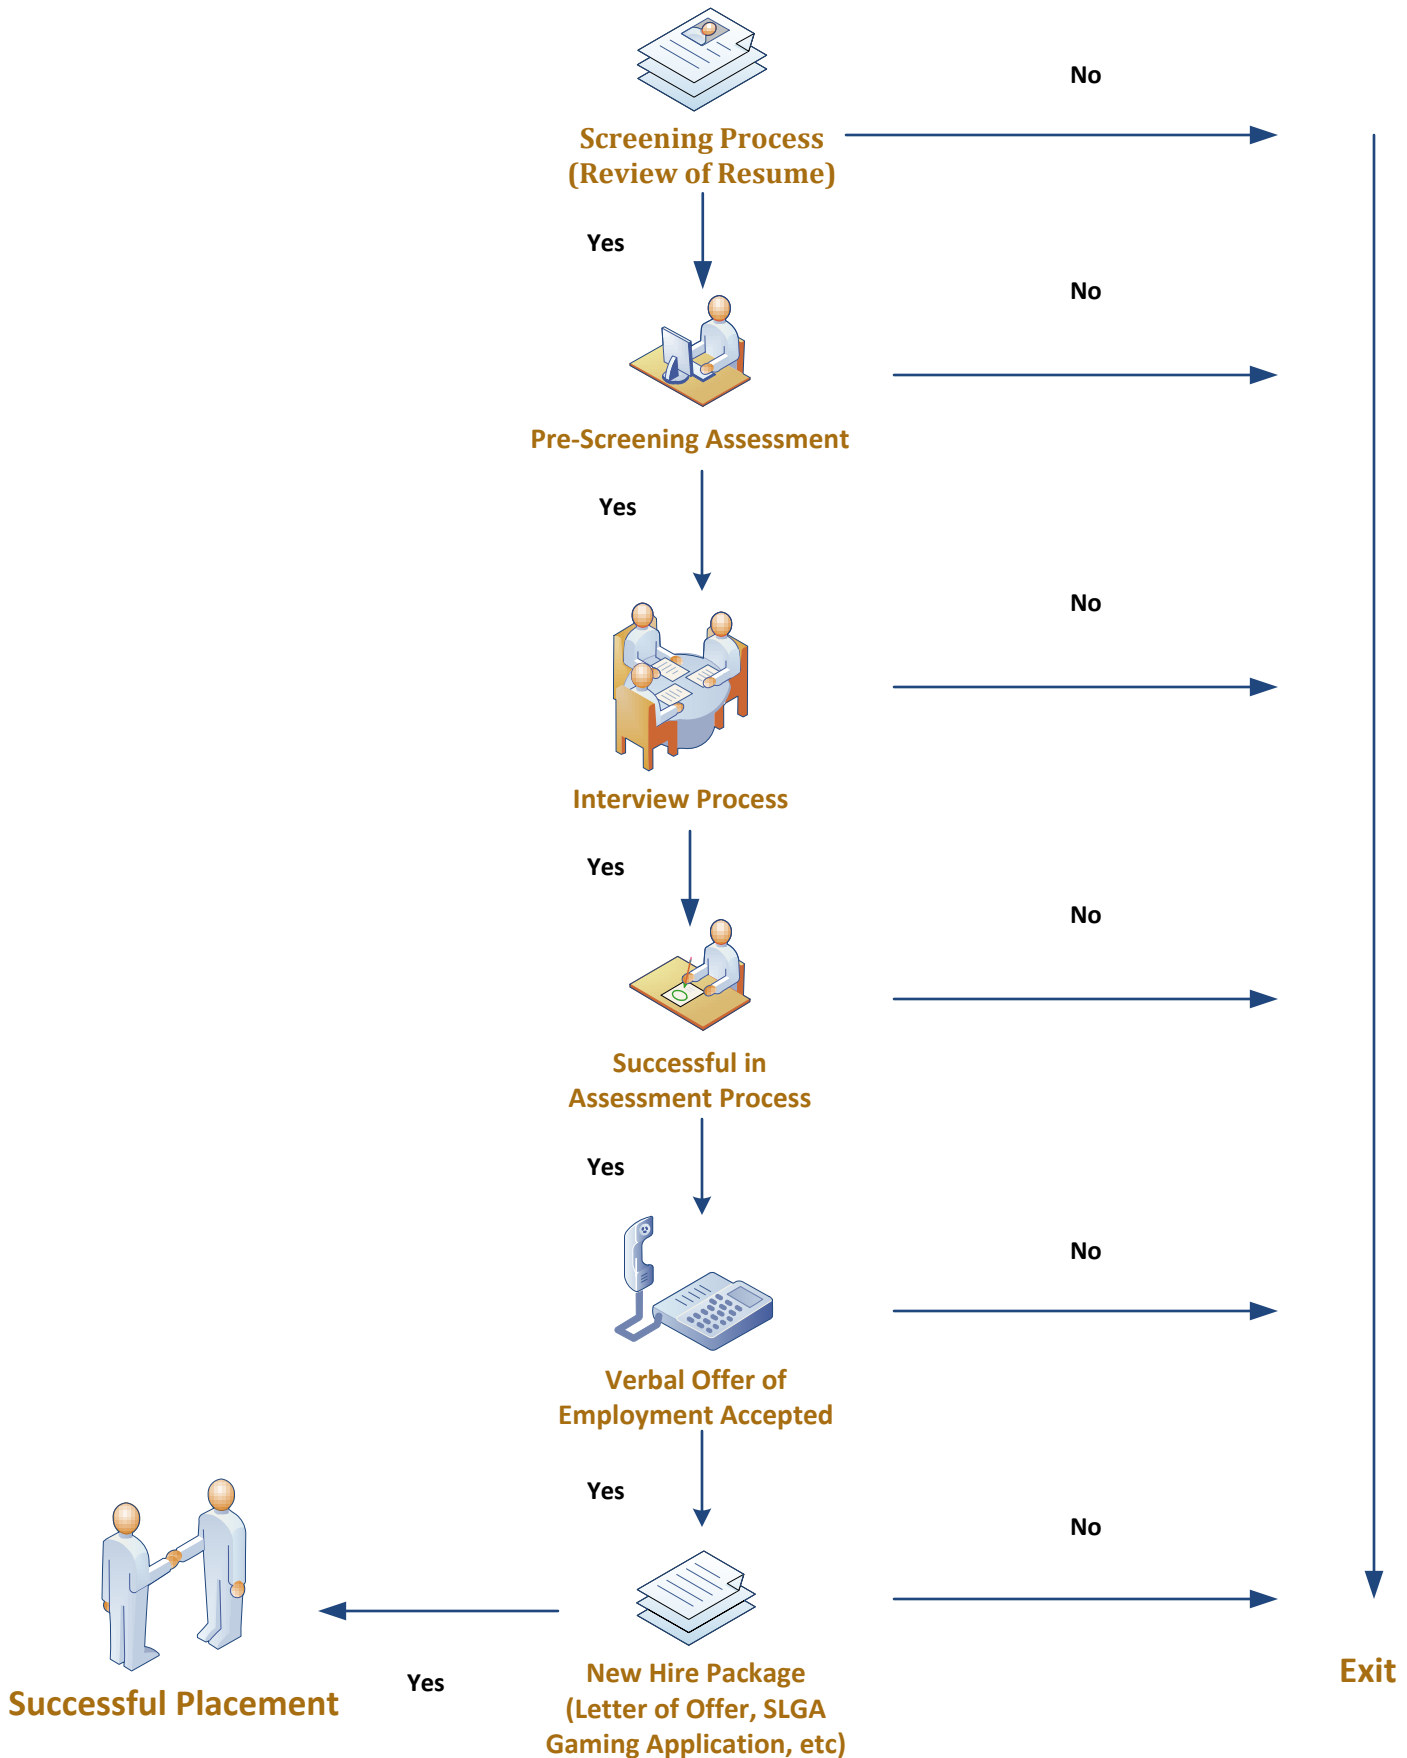 No
Screening Process
(Review of Resume)
Yes
No
Pre-Screening Assessment
Yes
No
Interview Process
Yes
No
Successful in
Assessment Process
Yes
No
Verbal Offer of
Employment Accepted
Yes
No
New Hire Package
(Letter of Offer, SLGA
Gaming Application, etc)
Yes
Successful Placement
Exit